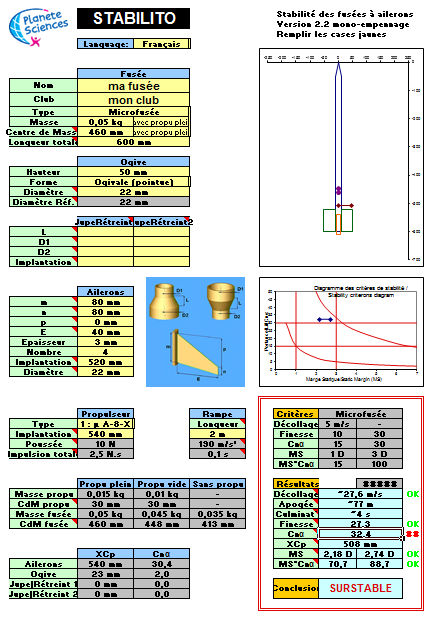 Planete Sciences
STABILITO
Stabilité des fusées à ailerons
Version 2.2 mono-empennage
Remplir les cases jaunes
Language: Français
Fusée
Nom ma fusée
Club mon club
Type Microfusée
Masse 0,05 kg avec propu plei
Centre de Mass 460 mm avec propu plei
Longueur totale 600 mm
Ogive
Hauteur 50 mm
Forme Ogivale (pointue)
Diamètre 22 mm
Diamètre Réf. 22 mm
JupeRétreint JupeRétreint2
L
D1
D2
Implantation
Ailerons
m 80 mm
n 80 mm
p 0 mm
E 40 mm
Epaisseur 3 mm
Nombre 4
Implantation 520 mm
Diamètre 22 mm
D1
L
D2
Diagramme des critères de stabilité /
Stability criterons diagram
Marge Statique/Static Margin (MS)
Propulseur
Type 1 : µ A-8-X
Implantation 540 mm
Poussée 10 N
Impulsion total 2,5 N.s
Rampe
Longueur
2 m
190 m/s²
0,1 s
Critères Microfusée
Décollage 5 m/s -
Finesse 10 30
Cnα 15 30
MS 1 D 3 D
MS*Cnα 15 100
Propu plein Propu vide Sans propu
Masse propu 0,015 kg 0,01 kg -
CdM propu 30 mm 30 mm -
Masse fusée 0,05 kg 0,045 kg 0,035 kg
CdM fusée 460 mm 448 mm 413 mm
Résultats #####
Décollage ~27,6 m/s OK
Apogée ~77 m
Culminat ~4 s
Finesse 27,3 OK
Cnα 32,4 ##
XCp 508 mm
MS 2,18 D 2,74 D OK
MS*Cnα 70,7 88,7 OK
Conclusion SURSTABLE
XCp Cnα
Ailerons 540 mm 30,4
Ogive 23 mm 2,0
Jupe|Rétreint 1 0 mm 0,0
Jupe|Rétreint 2 0 mm 0,0